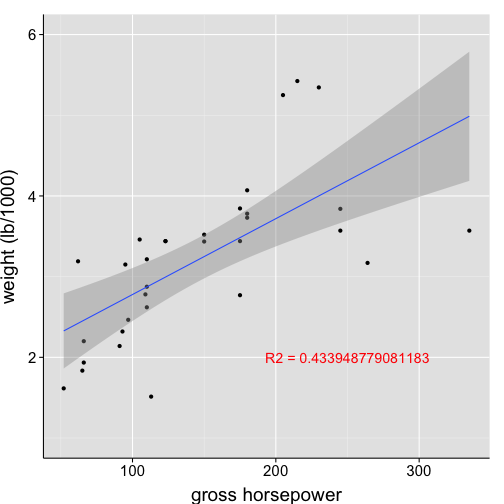 6
4
2
weight (lb/1000)
R2 = 0.433948779081183
100 200 300
gross horsepower